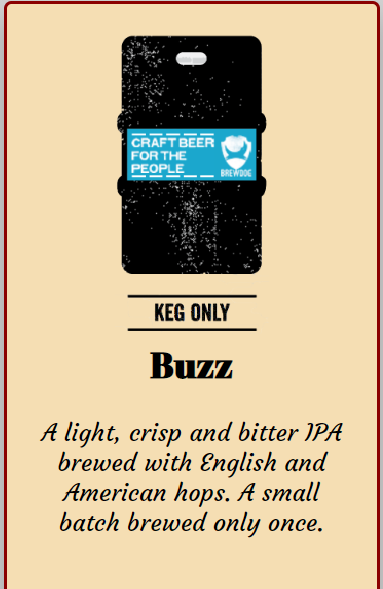 CRAFT BEER
FOR THE
PEOPLE
BREWDOG
KEG ONLY
Buzz
A light, crisp and bitter IPA
brewed with English and
American hops. A small
batch brewed only once.